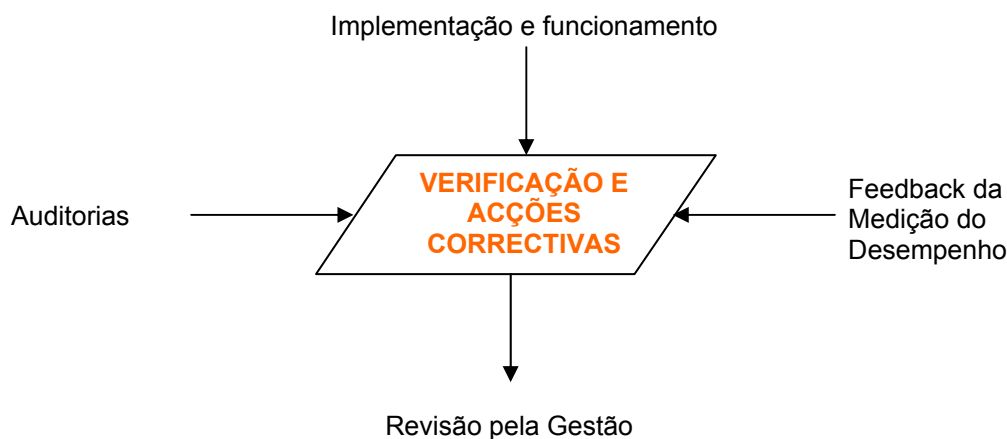 Implementação e funcionamento
Auditorias
VERIFICAÇÃO E
ACÇÕES
CORRECTIVAS
Feedback da
Medição do
Desempenho
Revisão pela Gestão